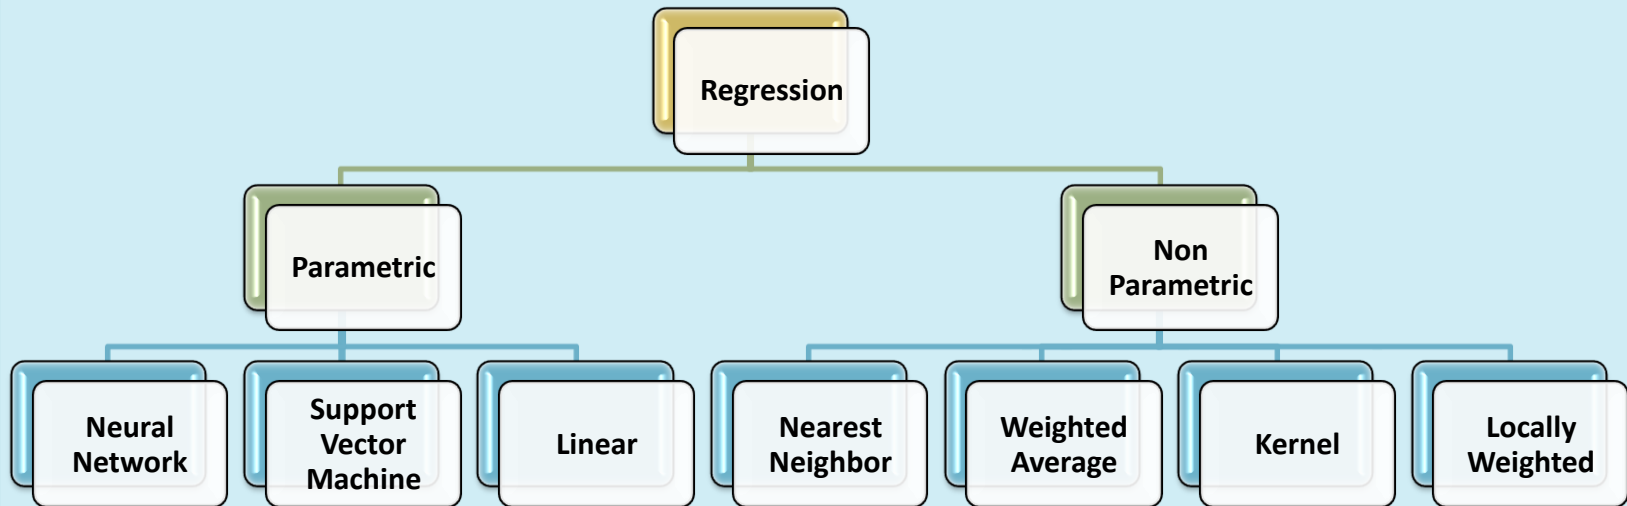 Regression
Parametric
Non
Parametric
Neural
Network
Support
Vector
Machine
Linear
Nearest
Neighbor
Weighted
Average
Kernel
Locally
Weighted